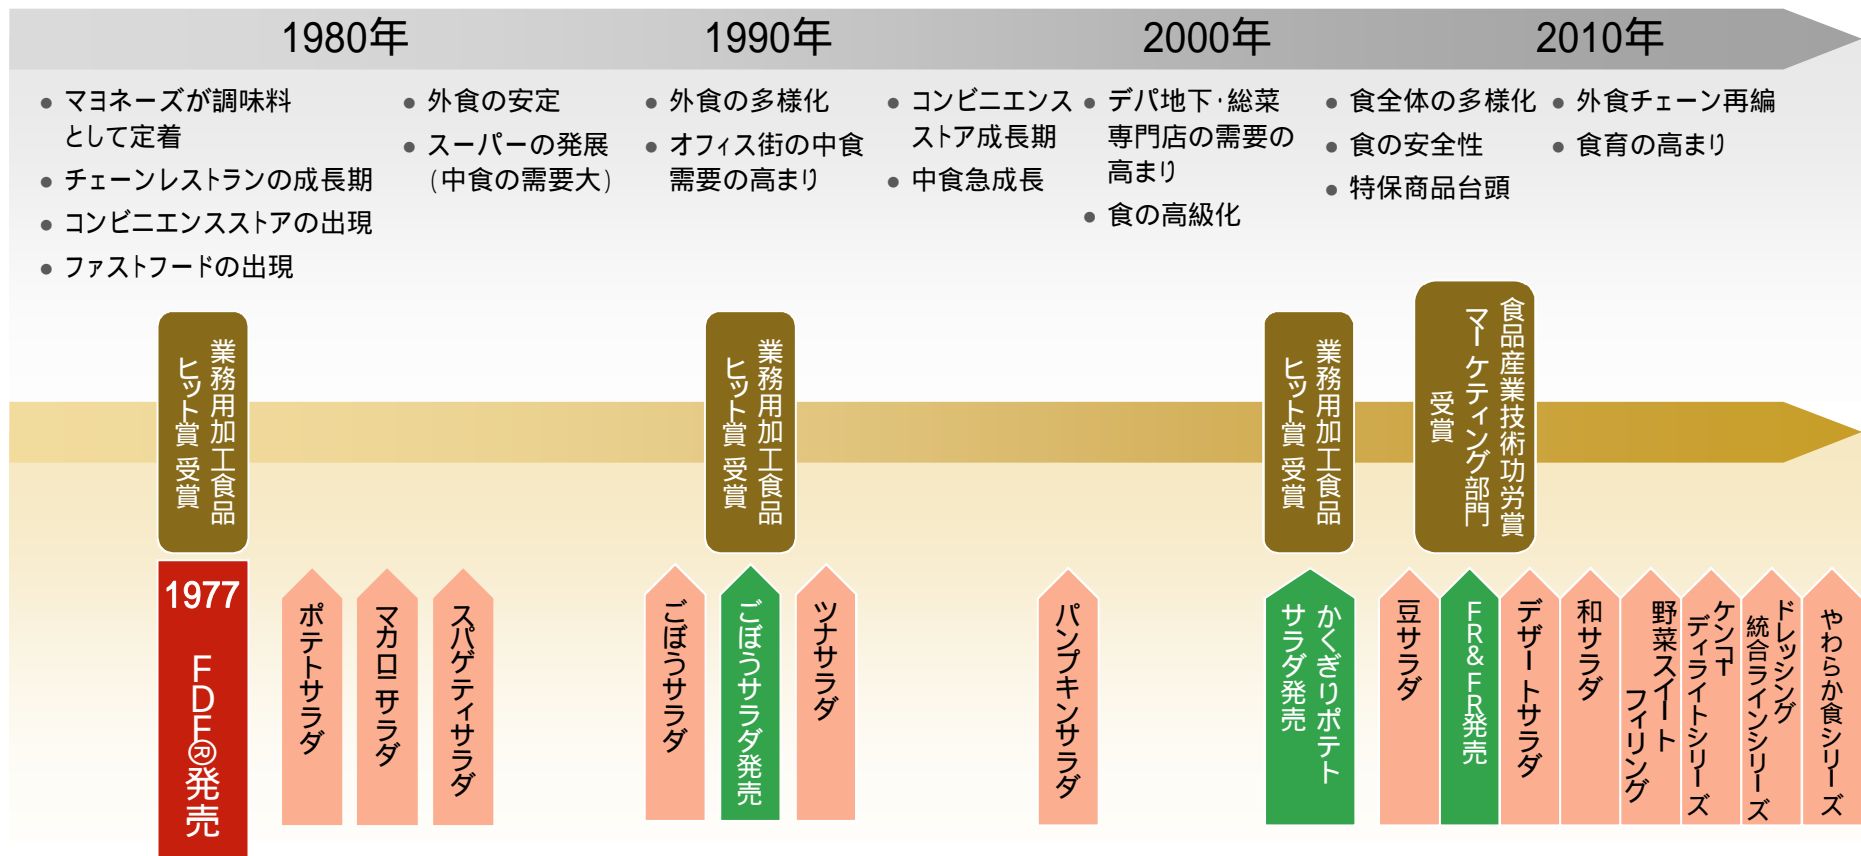 1980年
1990年
2000年
2010年
● マヨネーズが調味料
として定着
● チェーンレストランの成長期
● コンビニエンスストアの出現
● ファストフードの出現
● 外食の安定
● スーパーの発展
(中食の需要大)
● 外食の多様化
● オフィス街の中食
需要の高まり
● コンビニエンス
ストア成長期
● 中食急成長
● デパ地下・総菜
専門店の需要の
高まり
● 食の高級化
● 食全体の多様化
● 食の安全性
● 特保商品台頭
● 外食チェーン再編
● 食育の高まり
業務用加工食品
ヒット賞 受賞
業務用加工食品
ヒット賞 受賞
業務用加工食品
ヒット賞 受賞
食品産業技術功労賞
マーケティング部門
受賞
1977
FDF®発売
ポテトサラダ
マカロニサラダ
スパゲティサラダ
ごぼうサラダ
ごぼうサラダ発売
ツナサラダ
パンプキンサラダ
かくぎりポテト
サラダ発売
豆サラダ
FR&FR発売
デザートサラダ
和サラダ
野菜スイート
フィリング
ケンコー
ディライトシリーズ
ドレッシング
統合ラインシリーズ
やわらか食シリーズ